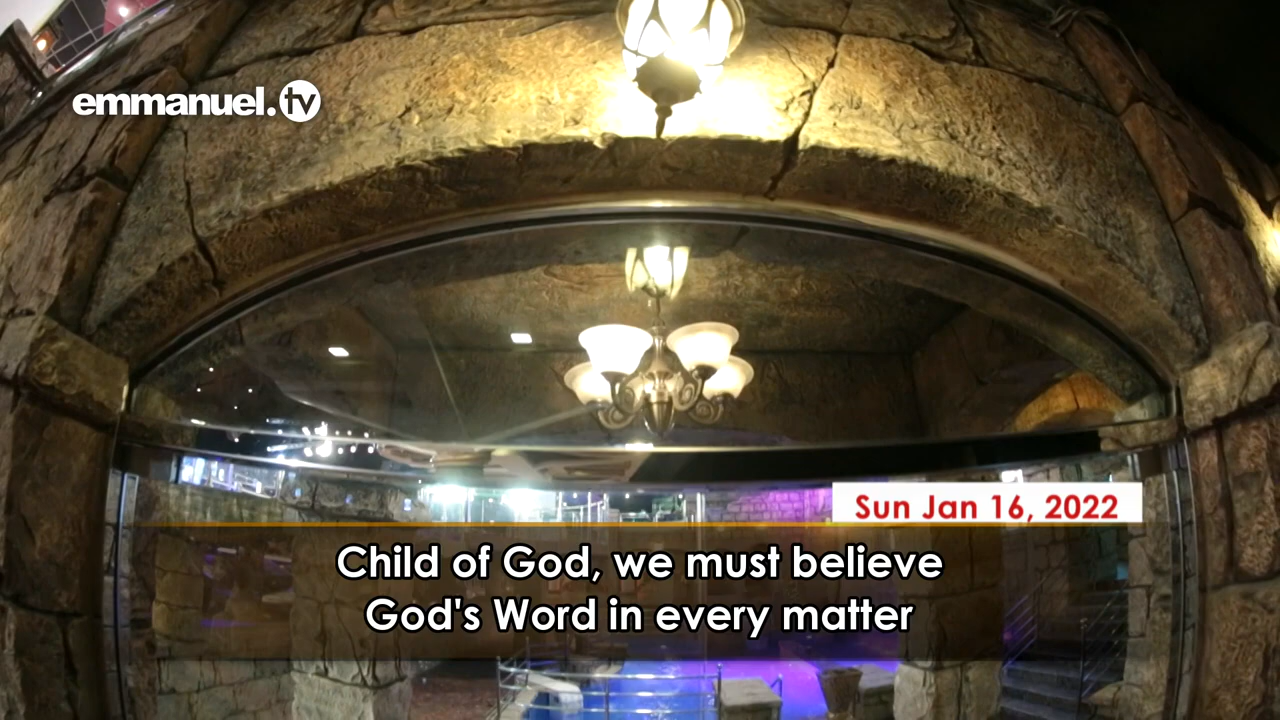 emmanuel.tv
Sun Jan 16, 2022
Child of God, we must believe
God's Word in every matter